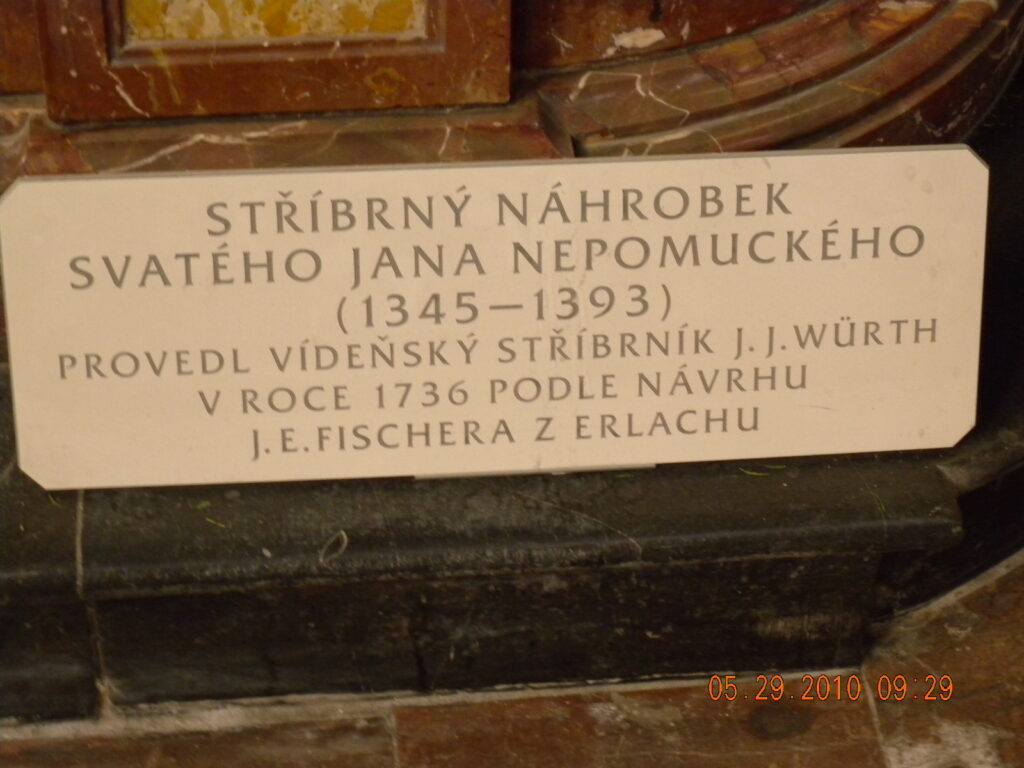 STŘÍBRNÝ NÁHROBEK
SVATÉHO JANA NEPOMUCKÉHO
(1345–1393)
PROVEDL VÍDEŇSKÝ STŘÍBRNÍK J.J.WÜRTH
V ROCE 1736 PODLE NÁVRHU
J.E.FISCHERA Z ERLACHU
05.29.2010 09:29